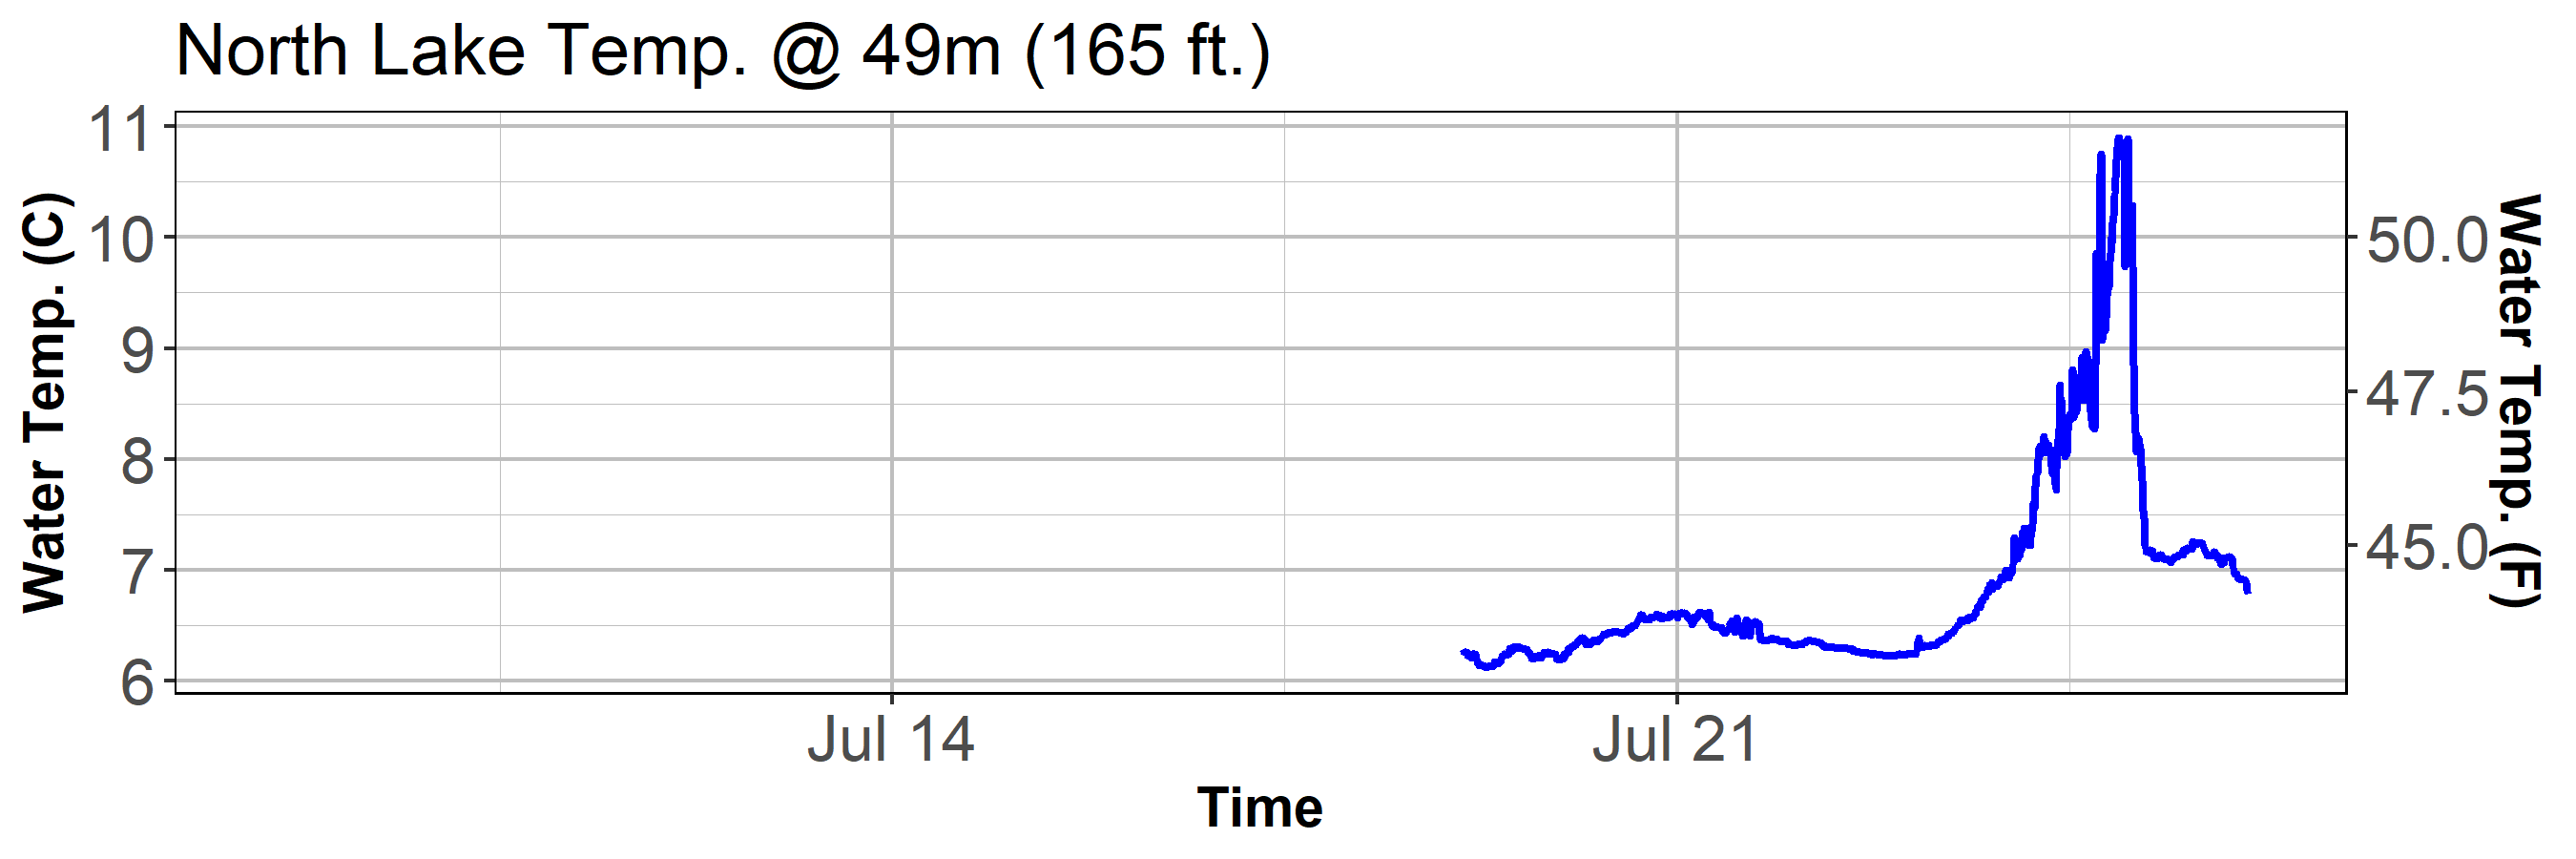 North Lake Temp. @ 49m (165 ft.)
Water Temp. (C)
11
10
9
8
7
6
50.0
47.5
45.0
Water Temp. (F)
Jul 14
Jul 21
Time